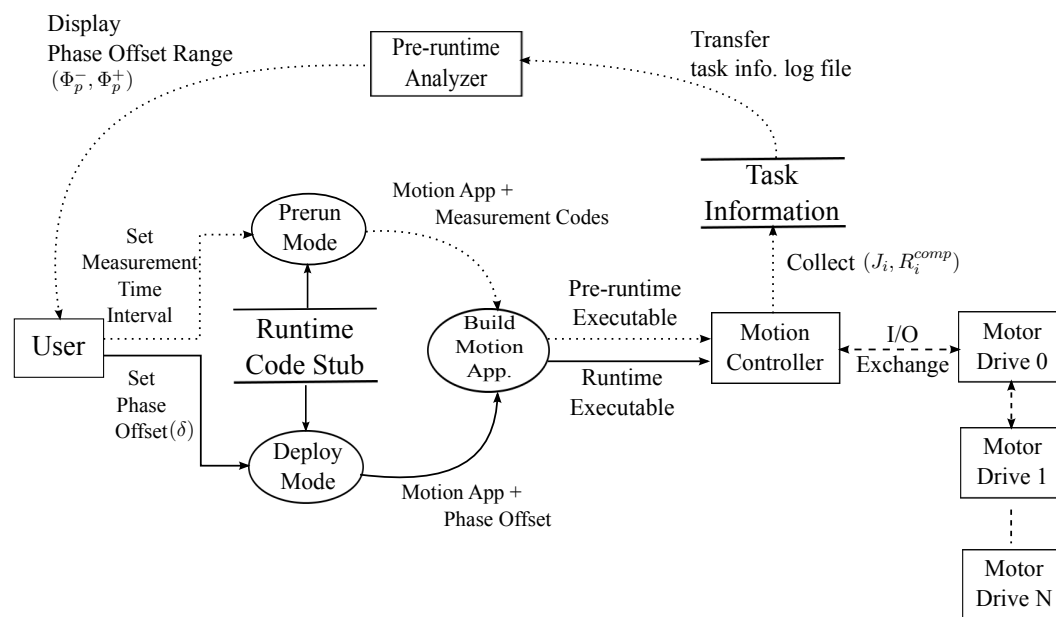 Display
Phase Offset Range
(Φ_p^-, Φ_p^+)
Pre-runtime
Analyzer
Transfer
task info. log file
Task
Information
Motion App +
Measurement Codes
Prerun
Mode
Set
Measurement
Time
Interval
Collect (J_i, R_i^{comp})
User
Runtime
Code Stub
Build
Motion
App.
Pre-runtime
Executable
Runtime
Executable
Motion
Controller
I/O
Exchange
Motor
Drive 0
Set
Phase
Offset(δ)
Deploy
Mode
Motion App +
Phase Offset
Motor
Drive 1
Motor
Drive N